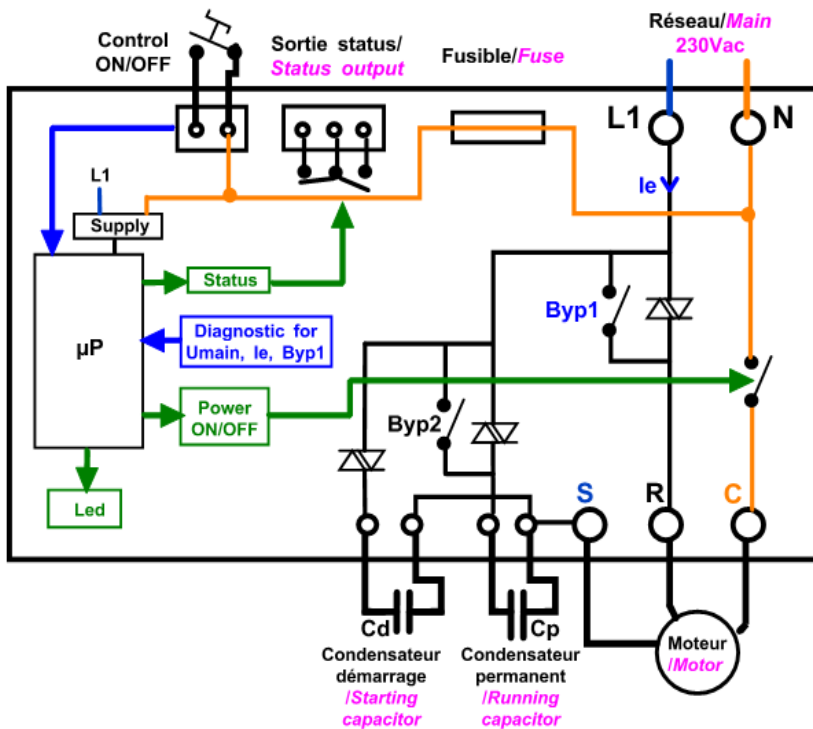 Control
ON/OFF
Sortie status/
Status output
Fusible/Fuse
Réseau/Main
230Vac
L1
N
L1
Ie
Supply
Status
Byp1
µP
Diagnostic for
Umain, Ie, Byp1
Power
ON/OFF
Byp2
Led
S
R
C
Cd
Cp
Condensateur
démarrage
/Starting
capacitor
Condensateur
permanent
/Running
capacitor
Moteur
/Motor